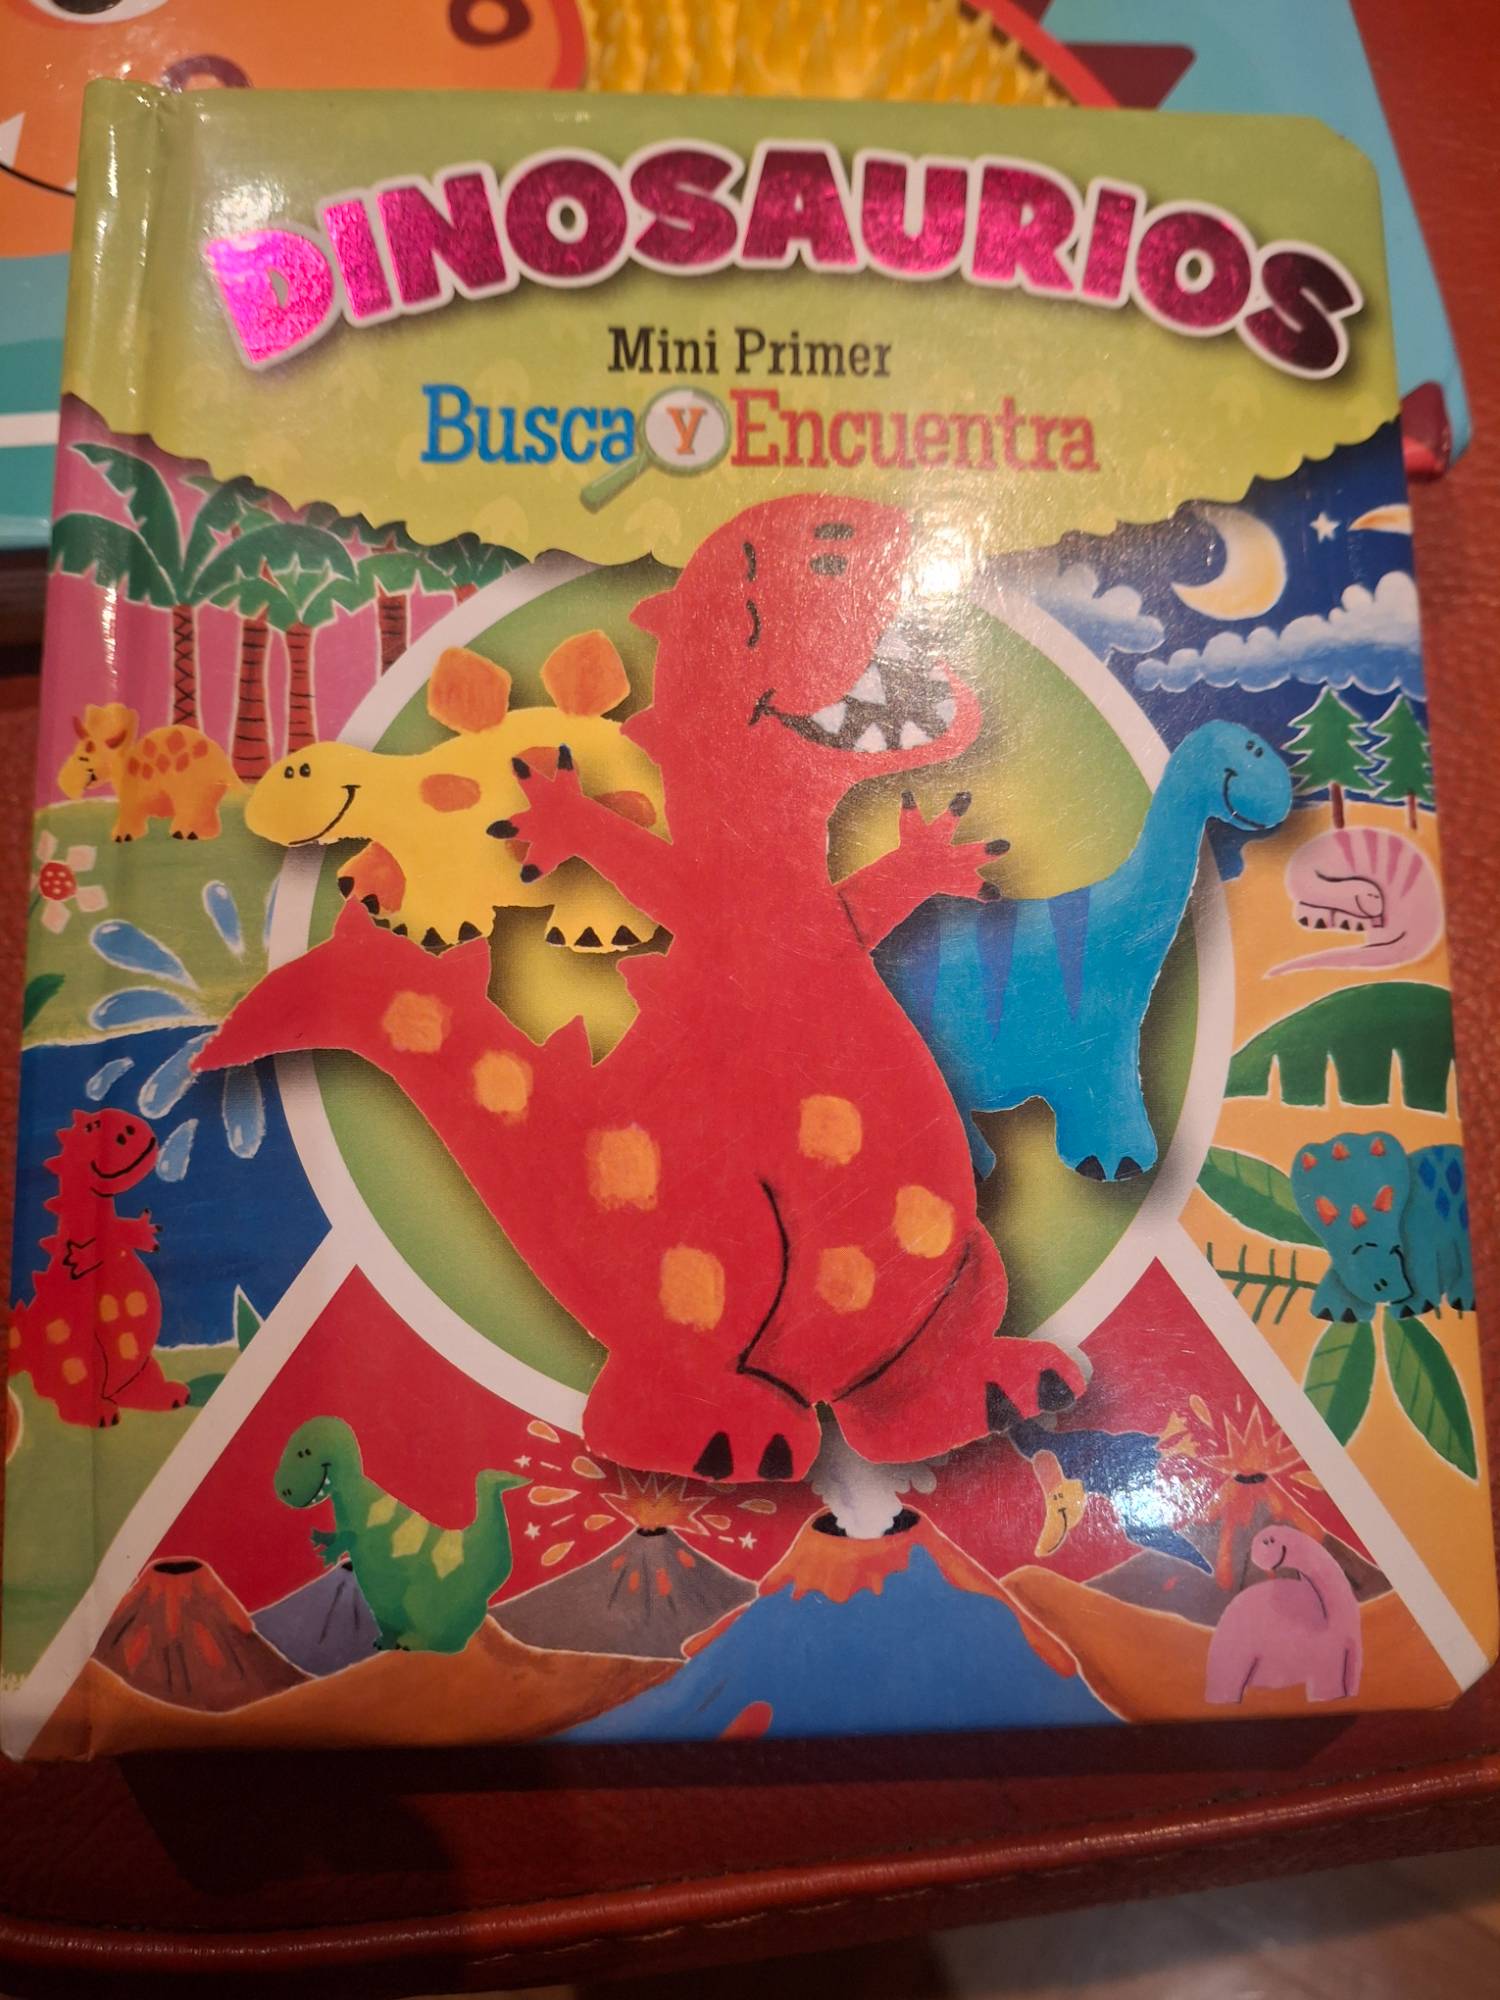 DINOSAURIOS
Mini Primer
Busca y Encuentra